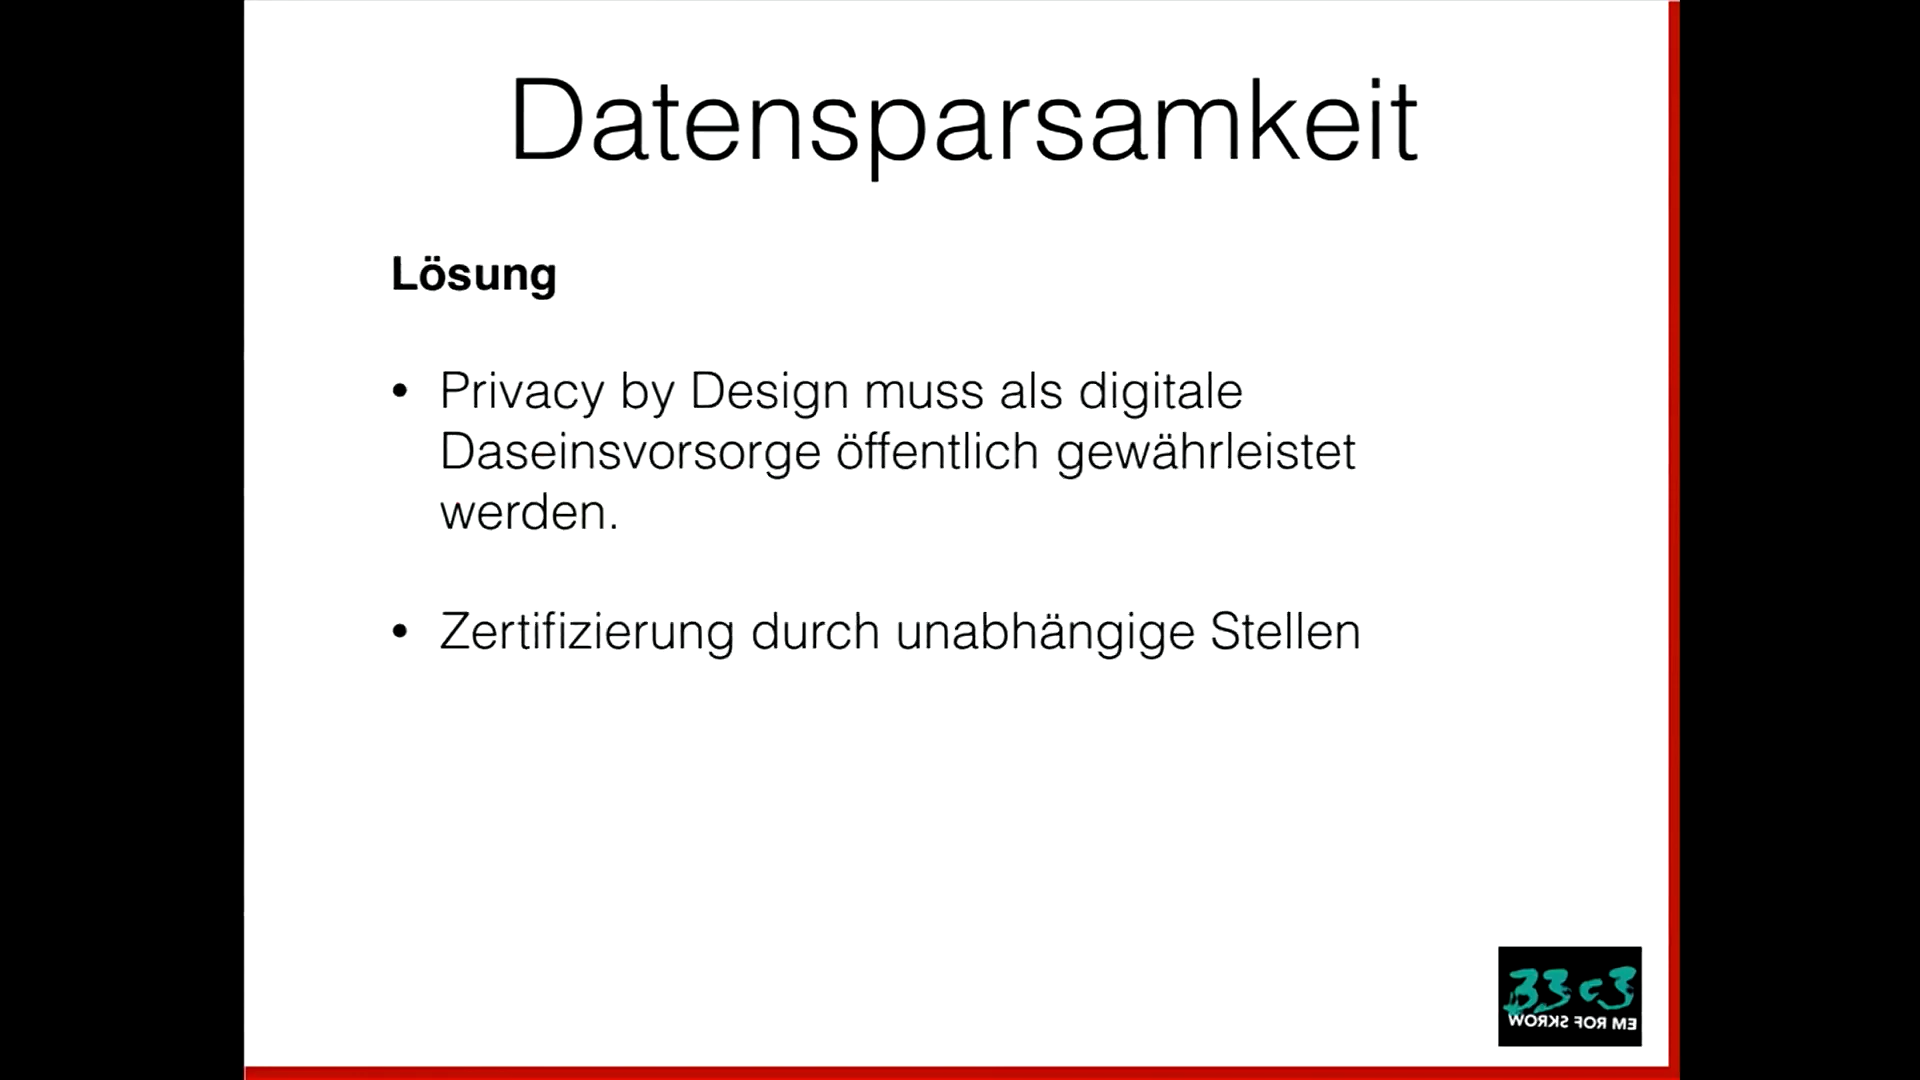 Datensparsamkeit
Lösung
• Privacy by Design muss als digitale
Daseinsvorsorge öffentlich gewährleistet
werden.
• Zertifizierung durch unabhängige Stellen
33c3
WORKS FOR ME